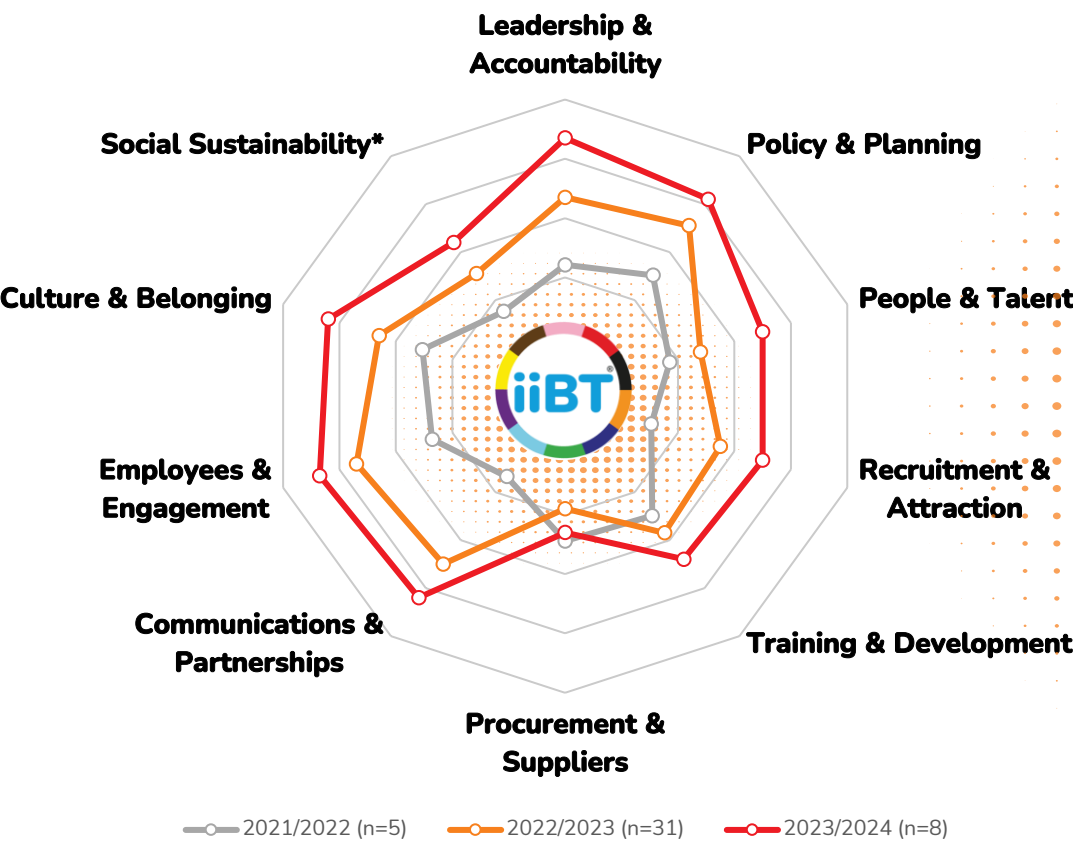 Leadership &
Accountability
Social Sustainability*
Policy & Planning
Culture & Belonging
People & Talent
iiBT®
Employees &
Engagement
Recruitment &
Attraction
Communications &
Partnerships
Training & Development
Procurement &
Suppliers
2021/2022 (n=5)
2022/2023 (n=31)
2023/2024 (n=8)